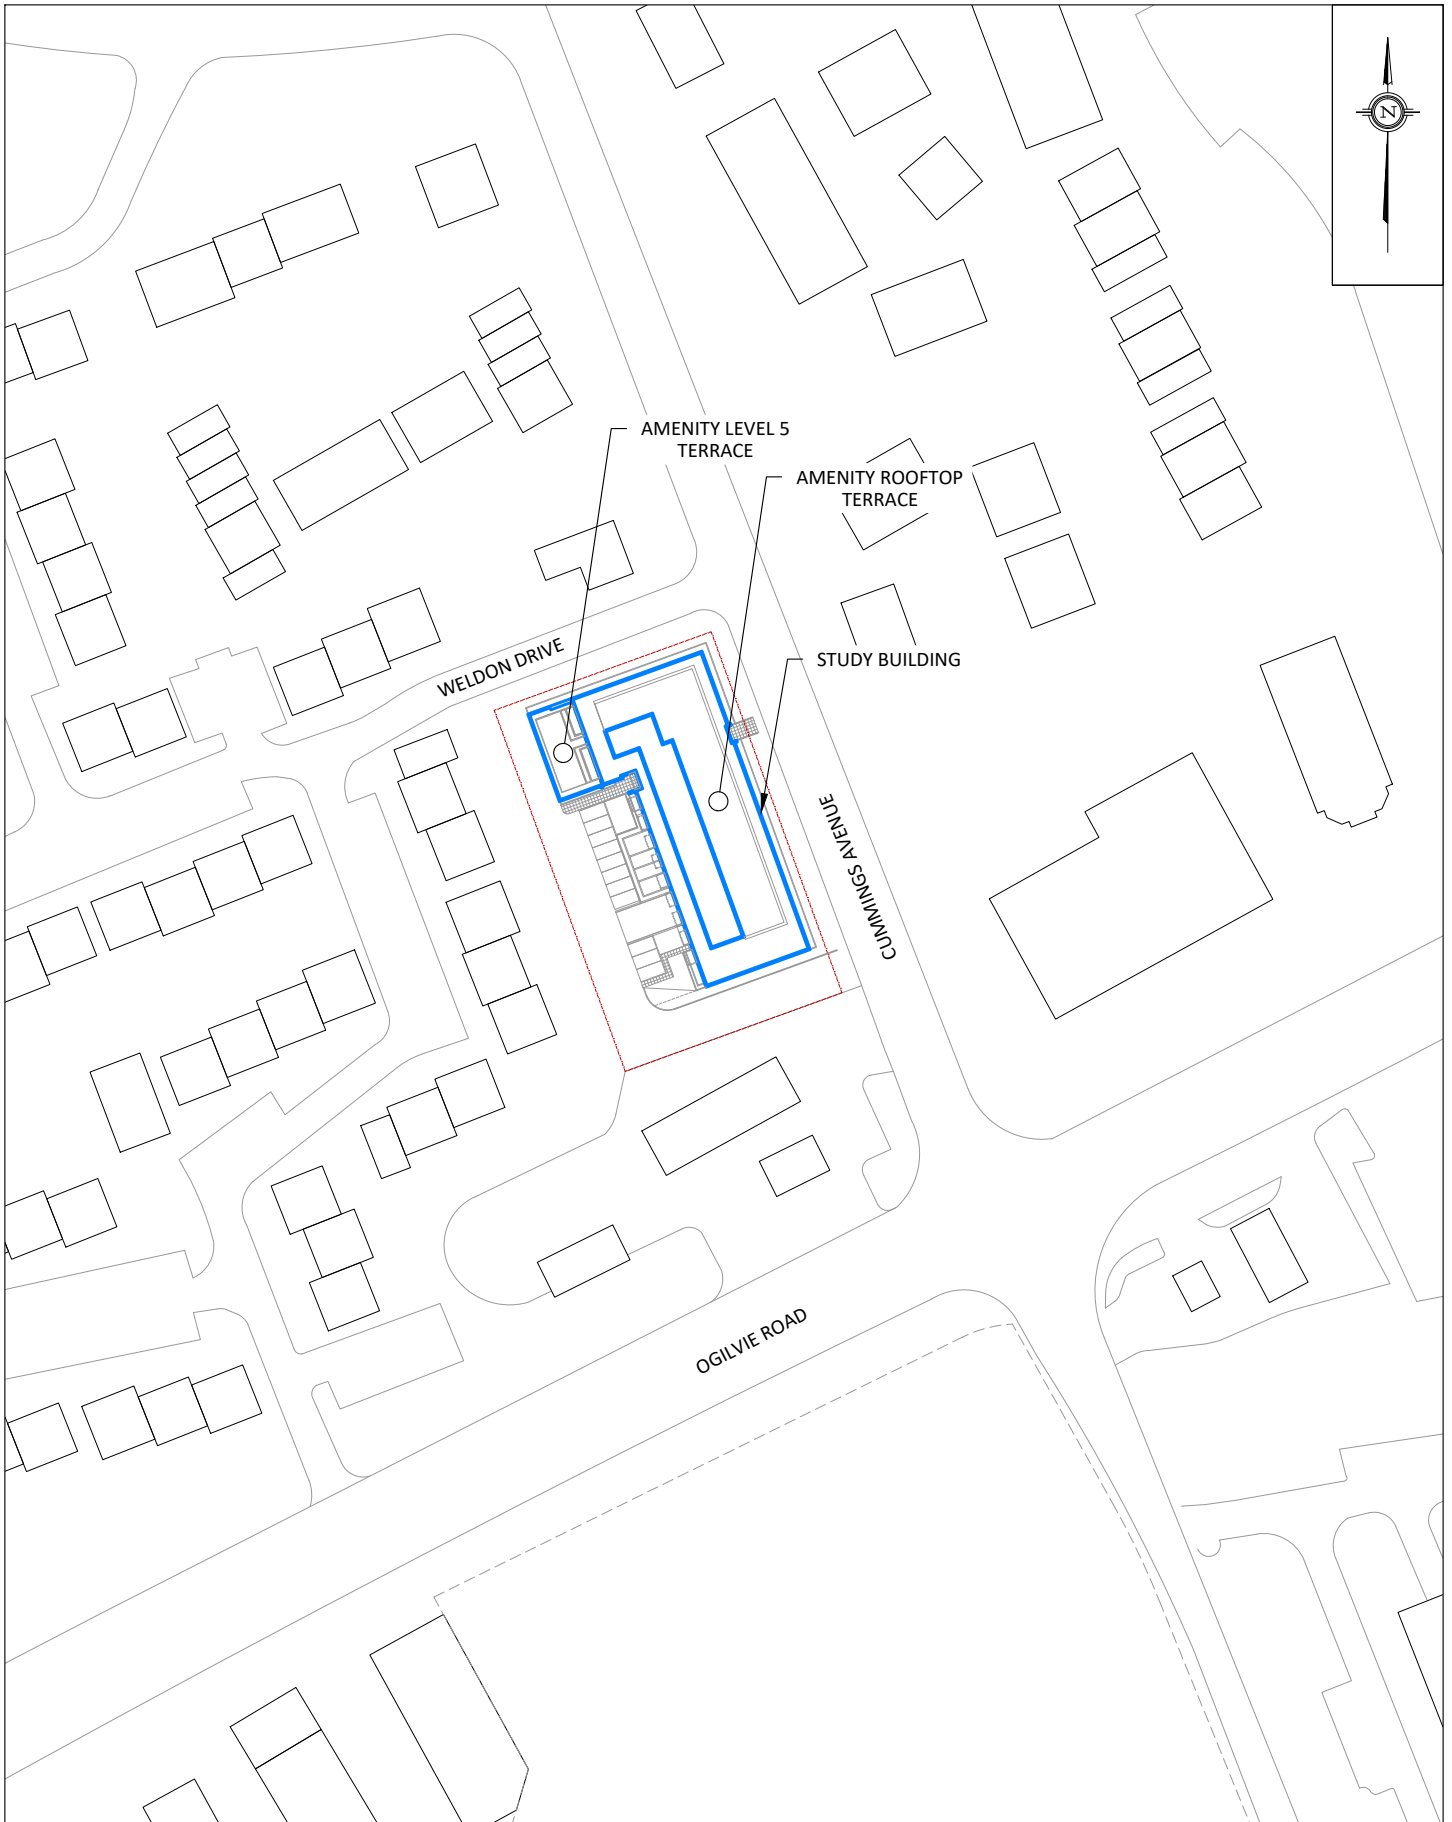 N
AMENITY LEVEL 5
TERRACE
AMENITY ROOFTOP
TERRACE
WELDON DRIVE
STUDY BUILDING
CUMMINGS AVENUE
OGILVIE ROAD